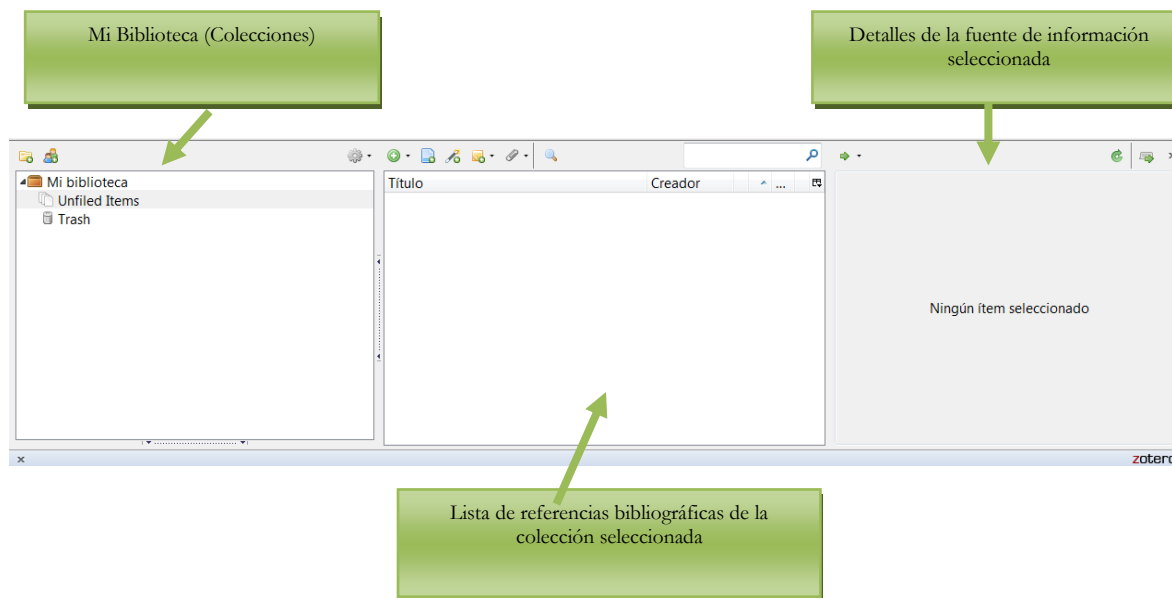 Mi Biblioteca (Colecciones)
Detalles de la fuente de información
seleccionada
Mi biblioteca
Unfiled Items
Trash
Título
Creador
...
Ningún ítem seleccionado
zotero
Lista de referencias bibliográficas de la
colección seleccionada